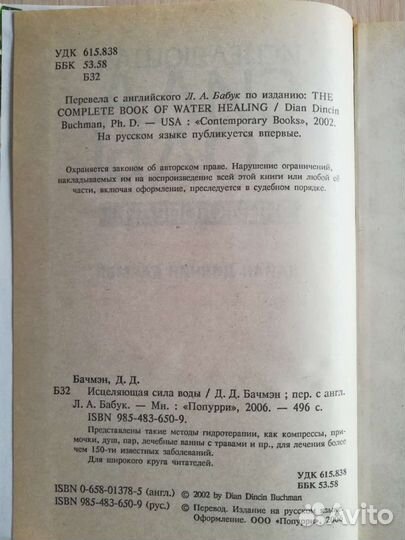 УДК 615.838
ББК 53.58
Б32
Перевела с английского Л. А. Бабук по изданию: THE
COMPLETE BOOK OF WATER HEALING / Dian Dincin
Buchman, Ph. D. — USA : «Contemporary Books», 2002.
На русском языке публикуется впервые.
Охраняется законом об авторском праве. Нарушение ограничений,
накладываемых им на воспроизведение всей этой книги или любой её
части, включая оформление, преследуется в судебном порядке.
Бачмэн, Д. Д.
Б32 Исцеляющая сила воды / Д. Д. Бачмэн ; пер. с англ.
Л. А. Бабук. — Мн. : «Попурри», 2006. — 496 с.
ISBN 985-483-650-9.
Представлены такие методы гидротерапии, как компрессы, при-
мочки, душ, пар, лечебные ванны с травами и пр., для лечения более
чем 150-ти известных заболеваний.
Для широкого круга читателей.
УДК 615.838
ББК 53.58
ISBN 0-658-01378-5 (англ.) © 2002 by Dian Dincin Buchman
ISBN 985-483-650-9 (рус.) © Перевод. Издание на русском
Оформление. ООО «Попурри»,
Avito